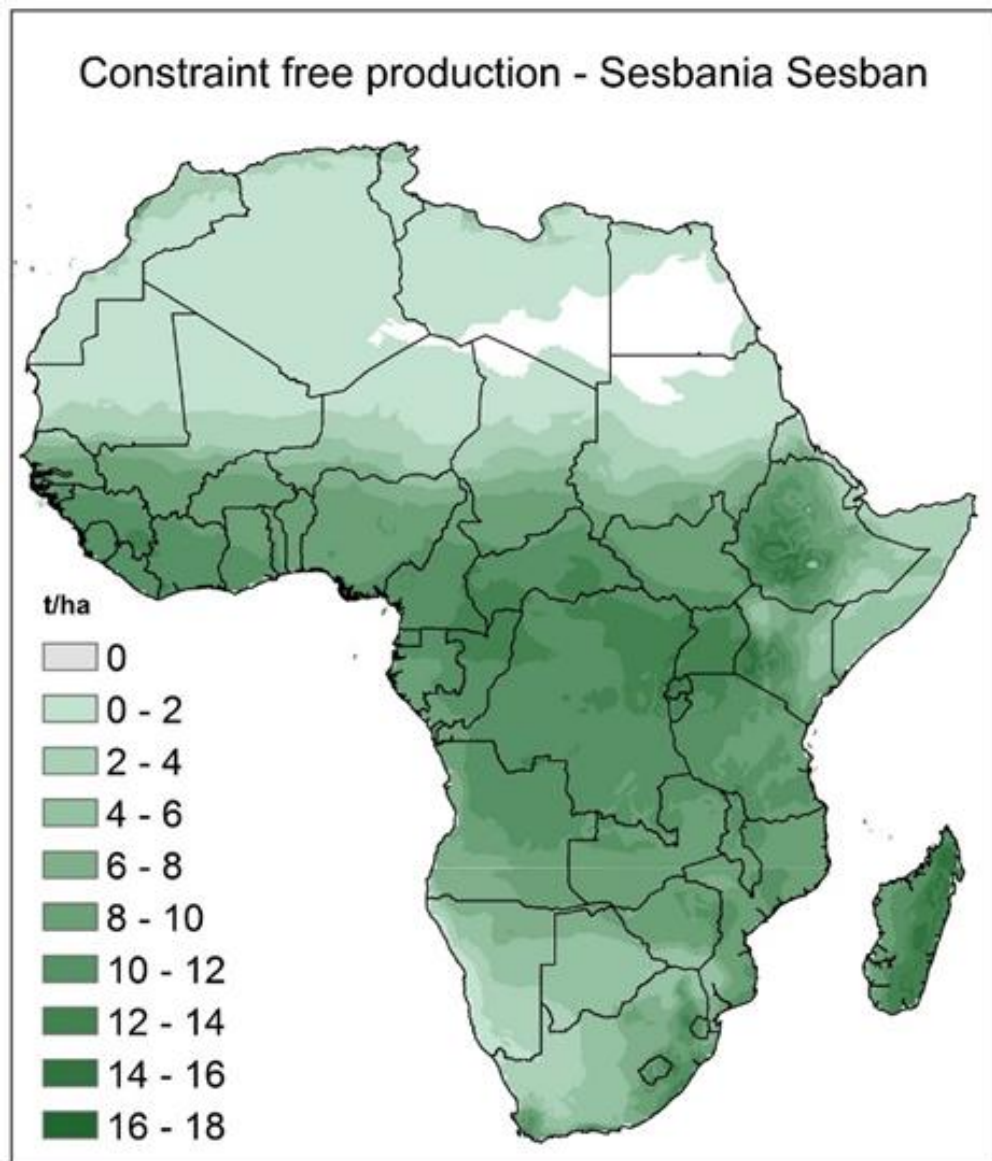 Constraint free production - Sesbania Sesban
t/ha
0
0 - 2
2 - 4
4 - 6
6 - 8
8 - 10
10 - 12
12 - 14
14 - 16
16 - 18